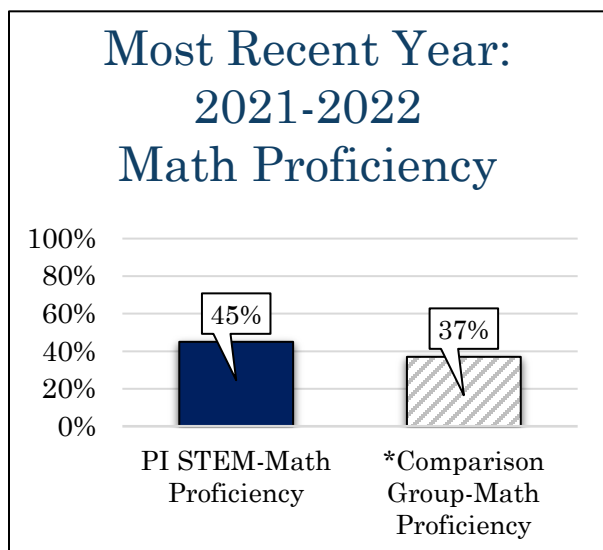 Most Recent Year:
2021-2022
Math Proficiency
100%
80%
60%
40%
20%
0%
45%
37%
PI STEM-Math
Proficiency
*Comparison
Group-Math
Proficiency